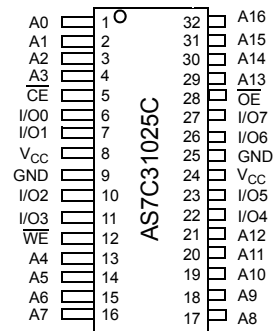 A0 1 32 A16
A1 2 31 A15
A2 3 30 A14
A3 4 29 A13
CE 5 28 OE
I/O0 6 27 I/O7
I/O1 7 26 I/O6
VCC 8 25 GND
GND 9 24 VCC
I/O2 10 23 I/O5
I/O3 11 22 I/O4
WE 12 21 A12
A4 13 20 A11
A5 14 19 A10
A6 15 18 A9
A7 16 17 A8
AS7C31025C